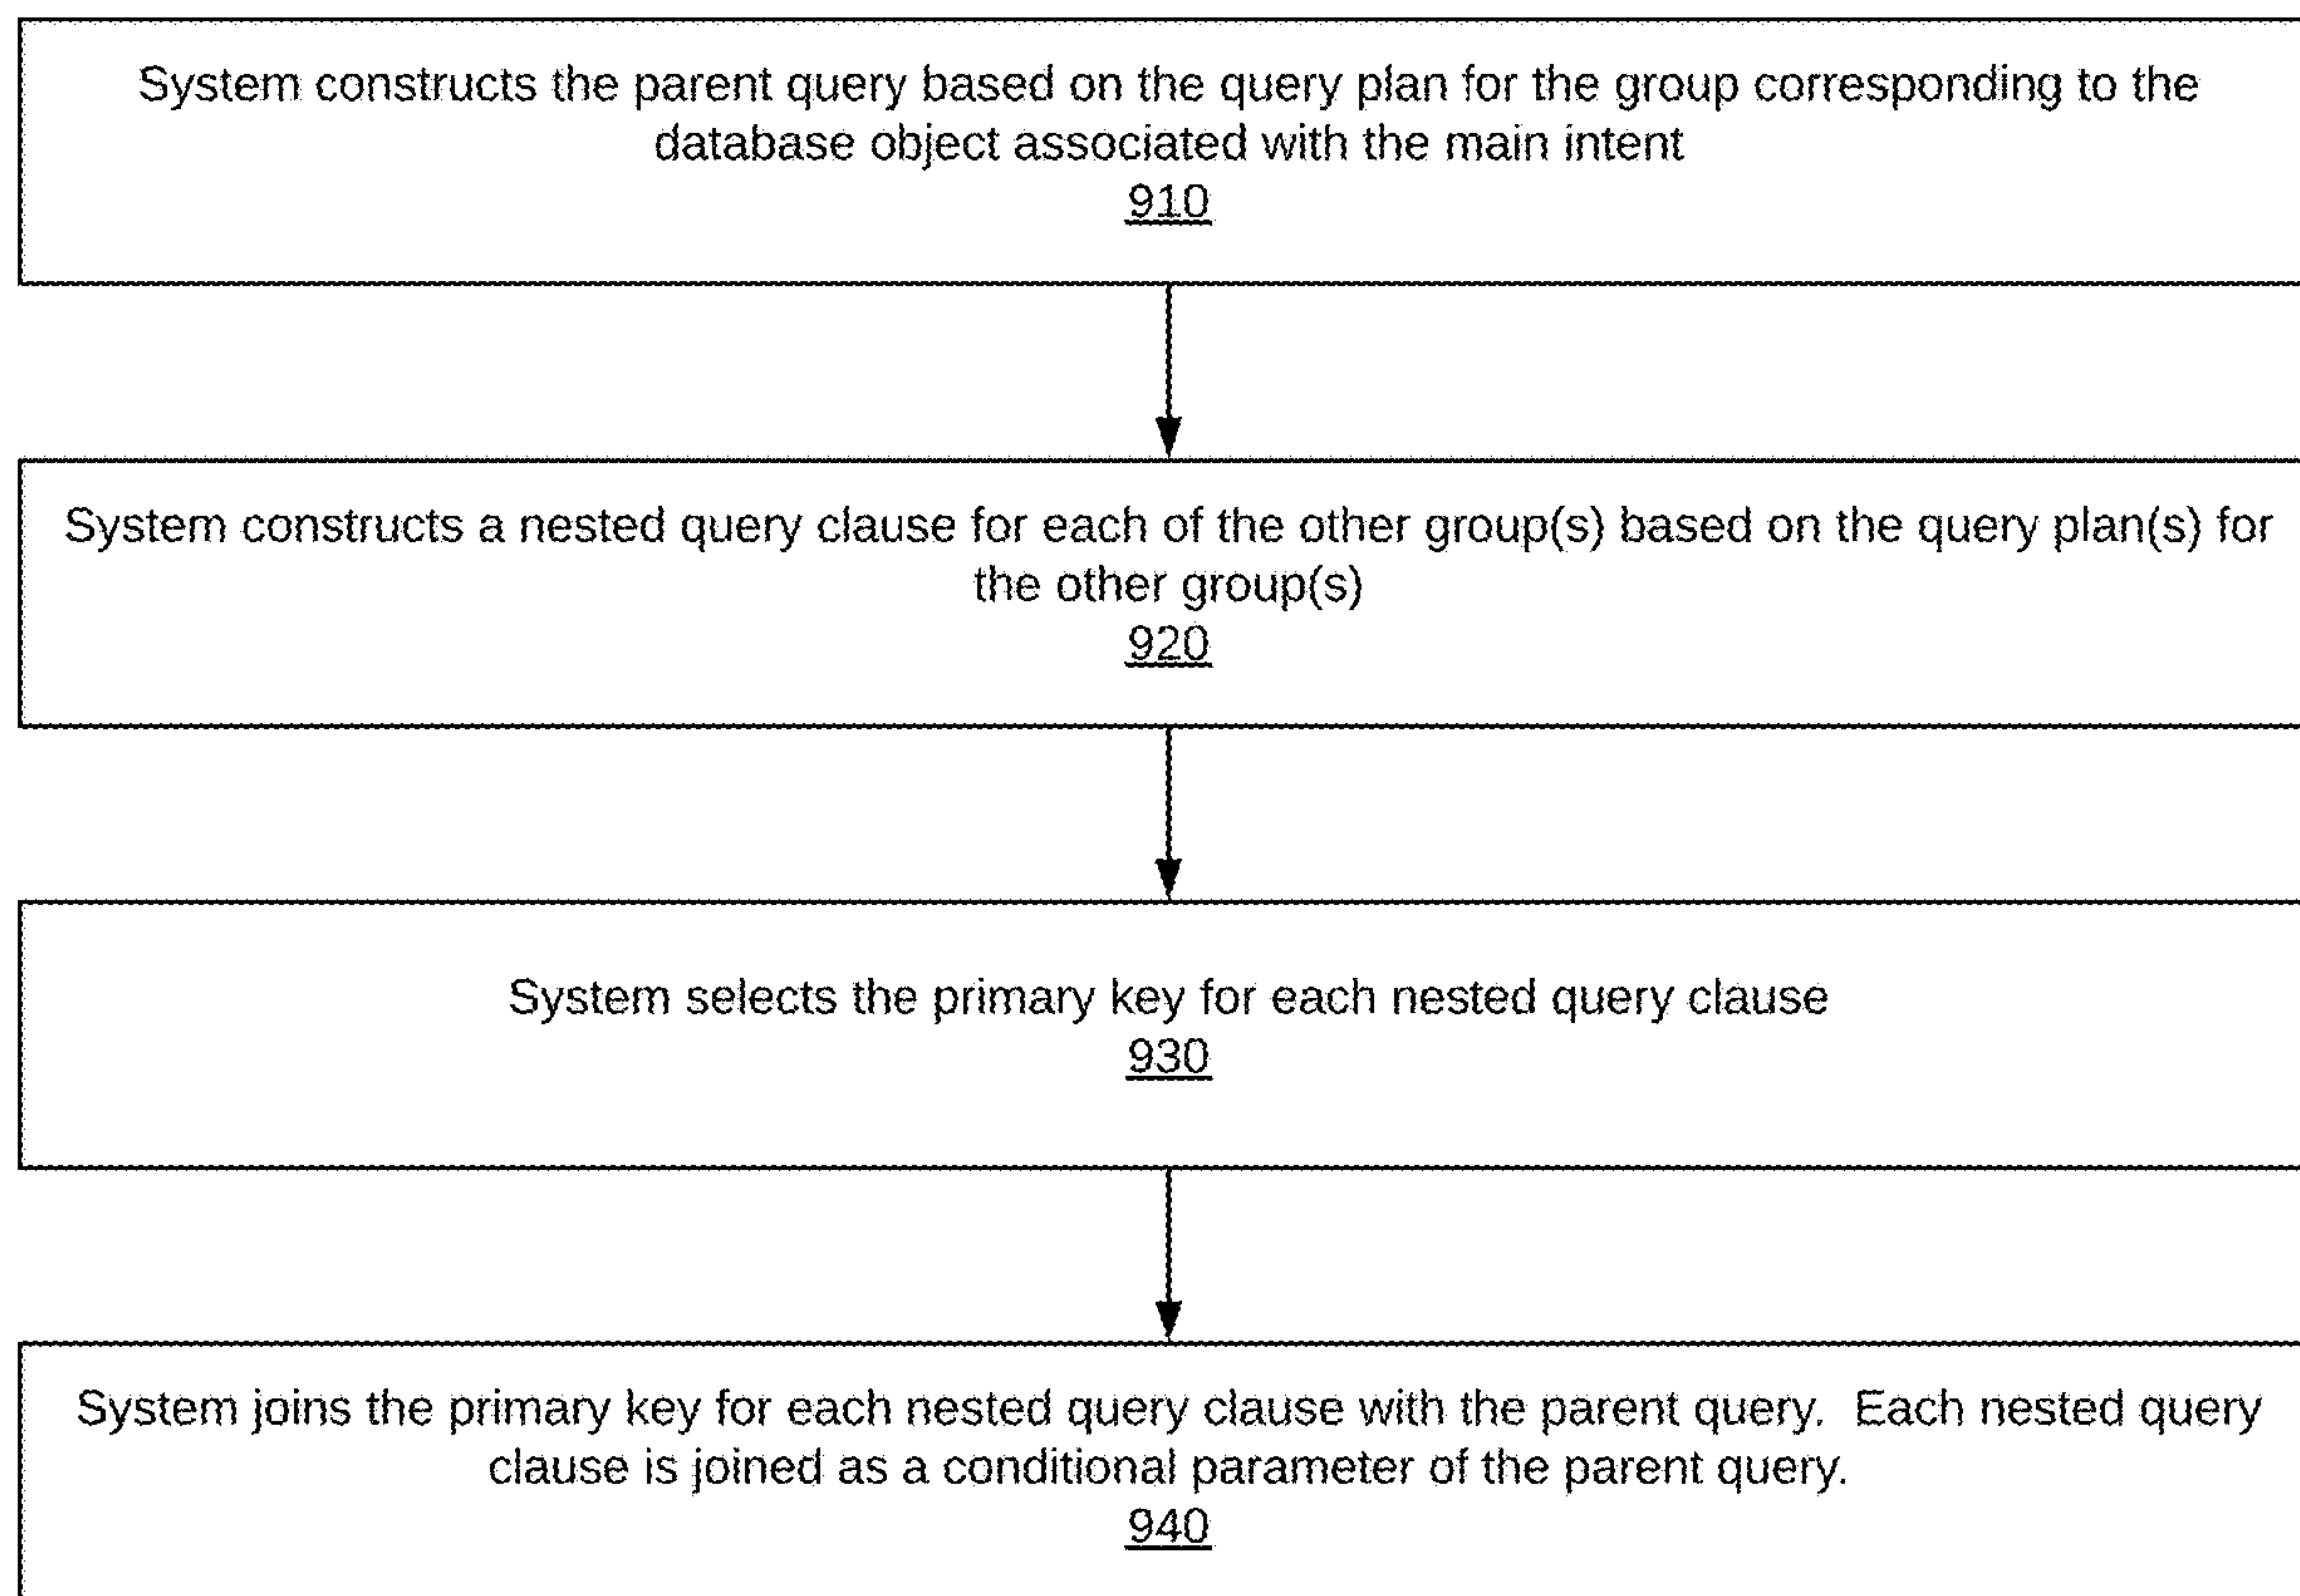 System constructs the parent query based on the query plan for the group corresponding to the
database object associated with the main intent
910
System constructs a nested query clause for each of the other group(s) based on the query plan(s) for
the other group(s)
920
System selects the primary key for each nested query clause
930
System joins the primary key for each nested query clause with the parent query.  Each nested query
clause is joined as a conditional parameter of the parent query.
940